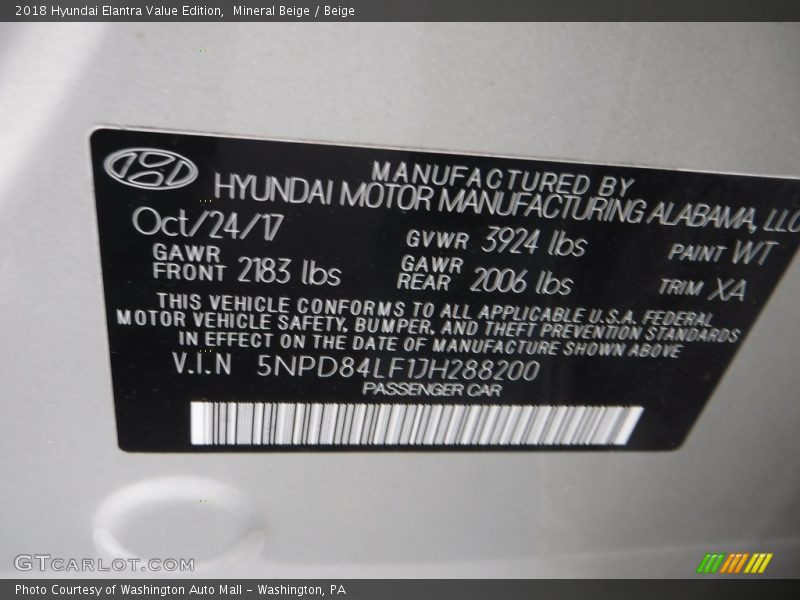 2018 Hyundai Elantra Value Edition, Mineral Beige / Beige
MANUFACTURED BY
HYUNDAI MOTOR MANUFACTURING ALABAMA, LLC
Oct/24/17
GVWR 3924 lbs
PAINT WT
GAWR FRONT 2183 lbs
GAWR REAR 2006 lbs
TRIM XA
THIS VEHICLE CONFORMS TO ALL APPLICABLE U.S.A. FEDERAL
MOTOR VEHICLE SAFETY, BUMPER, AND THEFT PREVENTION STANDARDS
IN EFFECT ON THE DATE OF MANUFACTURE SHOWN ABOVE
V.I.N 5NPD84LF1JH288200
PASSENGER CAR
GTCARLOT.COM
Photo Courtesy of Washington Auto Mall - Washington, PA